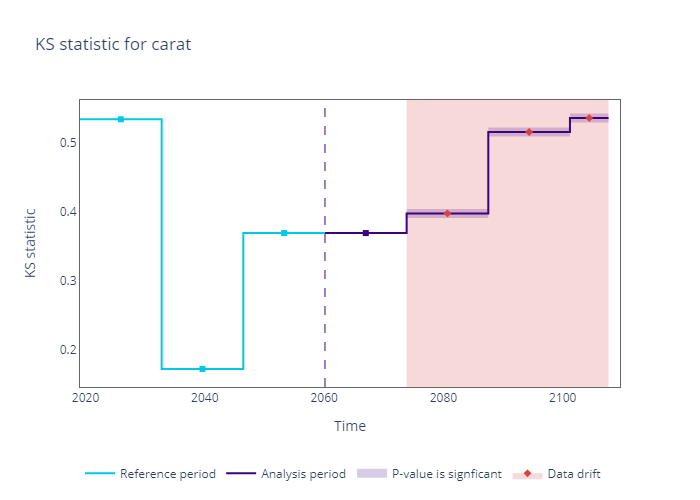 KS statistic for carat
KS statistic
0.5
0.4
0.3
0.2
2020 2040 2060 2080 2100
Time
Reference period Analysis period P-value is signficant Data drift